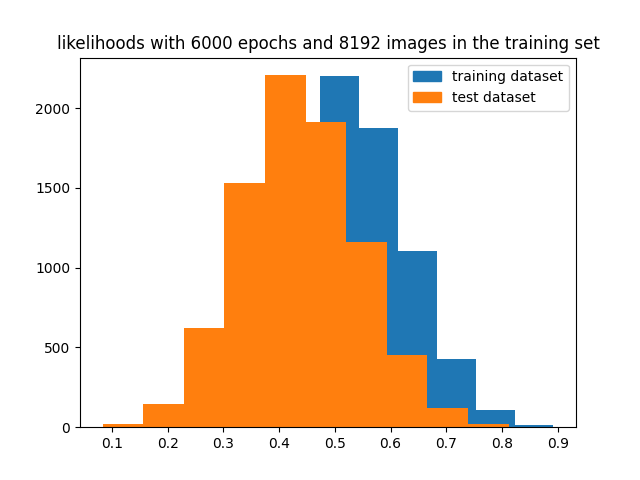 likelihoods with 6000 epochs and 8192 images in the training set
training dataset
test dataset
2000
1500
1000
500
0
0.1 0.2 0.3 0.4 0.5 0.6 0.7 0.8 0.9